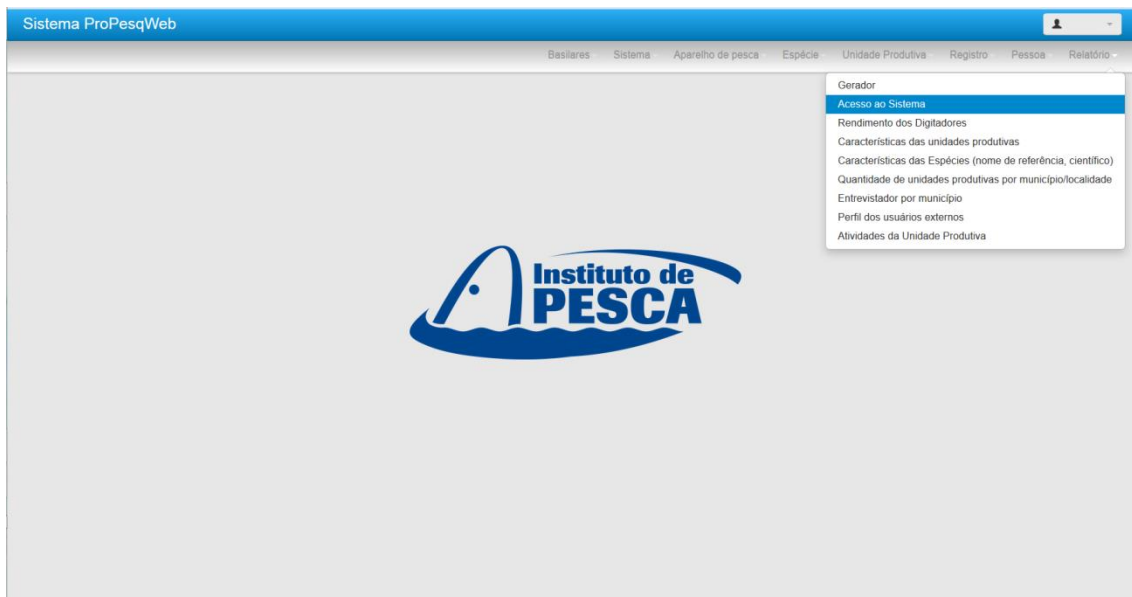 Sistema ProPesqWeb
Basilares Sistema Aparelho de pesca Espécie Unidade Produtiva Registro Pessoa Relatório
Gerador
Acesso ao Sistema
Rendimento dos Digitadores
Características das unidades produtivas
Características das Espécies (nome de referência, científico)
Quantidade de unidades produtivas por município/localidade
Entrevistador por município
Perfil dos usuários externos
Atividades da Unidade Produtiva
Instituto de
PESCA